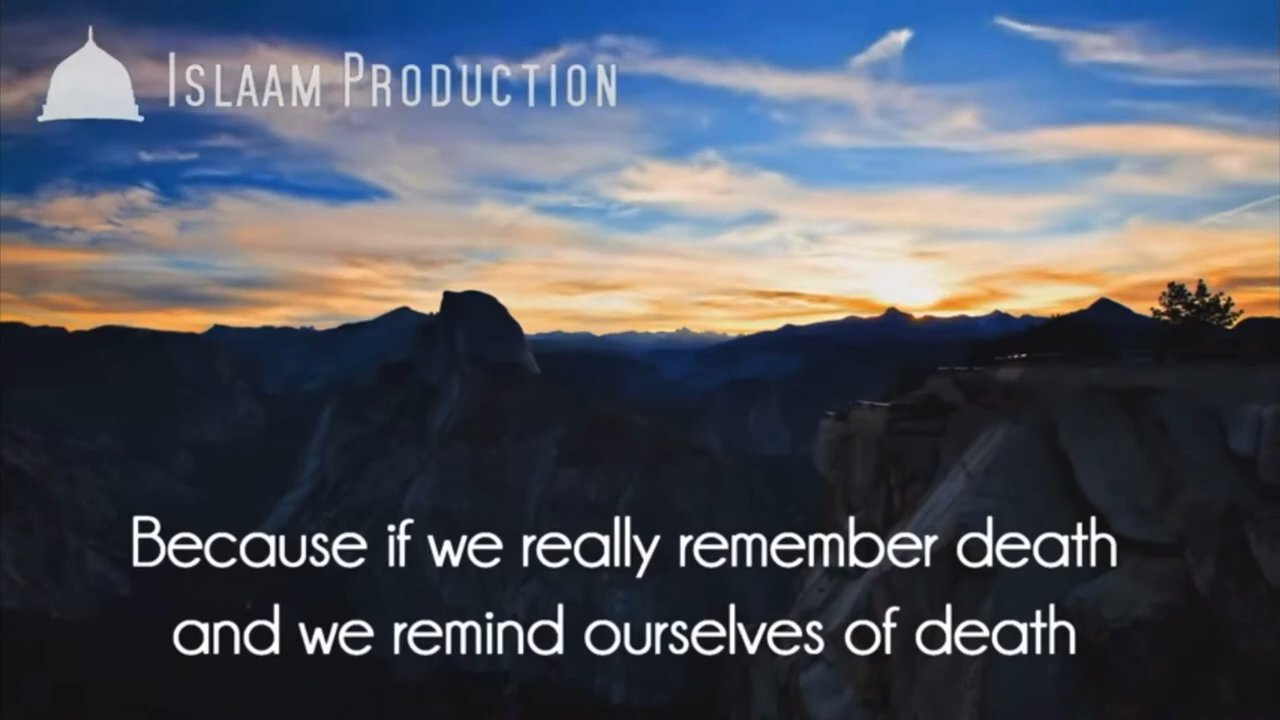 Islaam Production
Because if we really remember death
and we remind ourselves of death